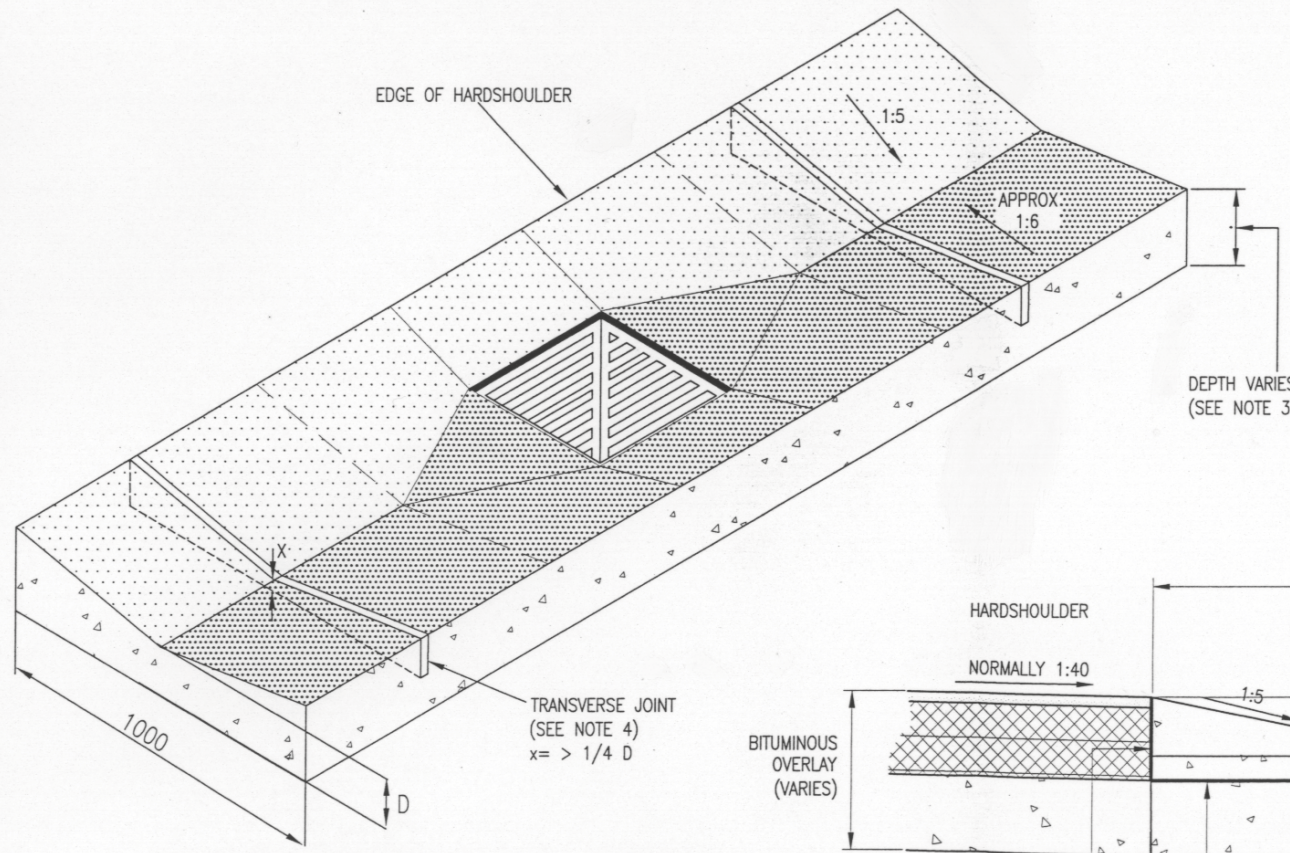 EDGE OF HARDSHOULDER
1:5
APPROX
1:6
DEPTH VARIES
(SEE NOTE 3
X
TRANSVERSE JOINT
(SEE NOTE 4)
x= > 1/4 D
1000
D
HARDSHOULDER
NORMALLY 1:40
1:5
BITUMINOUS
OVERLAY
(VARIES)